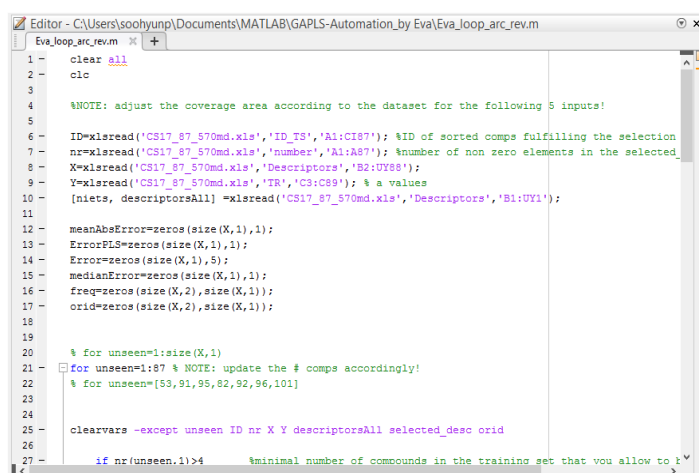 Editor - C:\Users\soohyunp\Documents\MATLAB\GAPLS-Automation_by Eva\Eva_loop_arc_rev.m
Eva_loop_arc_rev.m × +
1 - clear all
2 - clc
3
4 %NOTE: adjust the coverage area according to the dataset for the following 5 inputs!
5
6 - ID=xlsread('CS17_87_570md.xls','ID_TS','A1:CI87'); %ID of sorted comps fulfilling the selection
7 - nr=xlsread('CS17_87_570md.xls','number','A1:A87'); %number of non zero elements in the selected_
8 - X=xlsread('CS17_87_570md.xls','Descriptors','B2:UY88');
9 - Y=xlsread('CS17_87_570md.xls','TR','C3:C89'); % a values
10 - [niets, descriptorsAll] =xlsread('CS17_87_570md.xls','Descriptors','B1:UY1');
11
12 - meanAbsError=zeros(size(X,1),1);
13 - ErrorPLS=zeros(size(X,1),1);
14 - Error=zeros(size(X,1),5);
15 - medianError=zeros(size(X,1),1);
16 - freq=zeros(size(X,2),size(X,1));
17 - orid=zeros(size(X,2),size(X,1));
18
19
20 % for unseen=1:size(X,1)
21 - for unseen=1:87 % NOTE: update the # comps accordingly!
22 % for unseen=[53,91,95,82,92,96,101]
23
24
25 - clearvars -except unseen ID nr X Y descriptorsAll selected_desc orid
26
27 - if nr(unseen,1)>4 %minimal number of compounds in the training set that you allow to